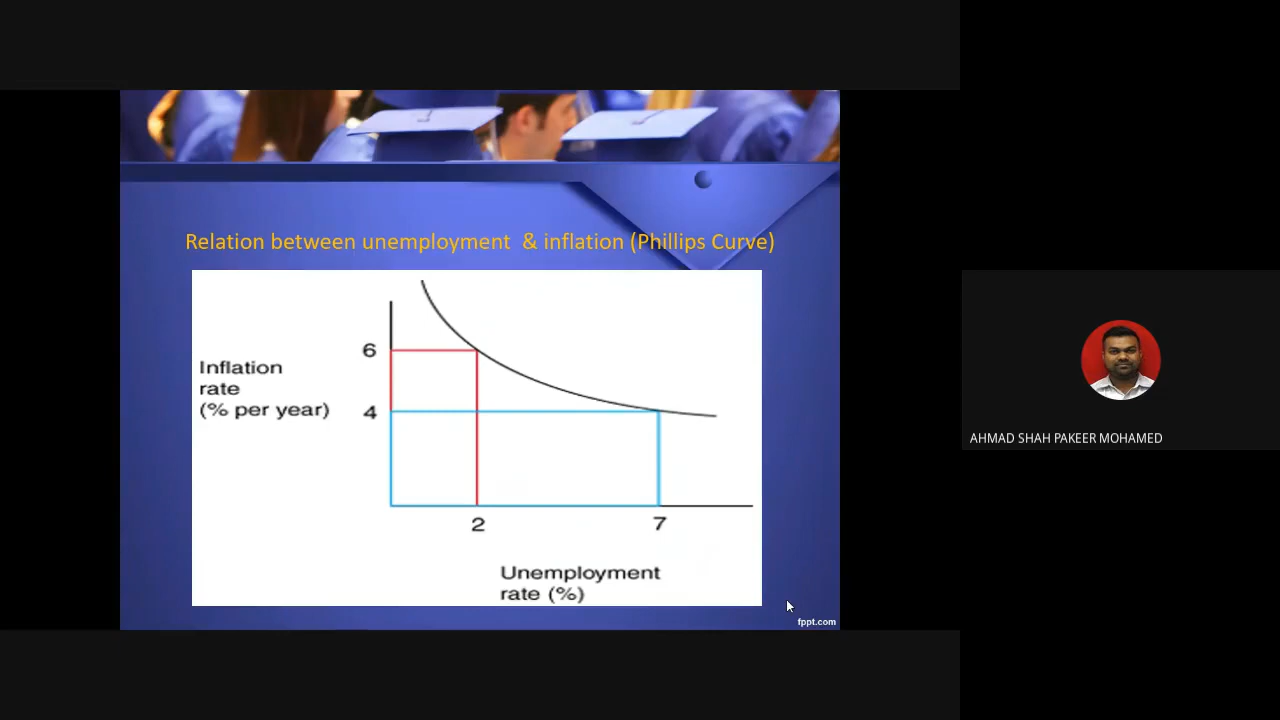 Relation between unemployment & inflation (Phillips Curve)
6
Inflation
rate
(% per year)
4
2
7
Unemployment
rate (%)
fppt.com
AHMAD SHAH PAKEER MOHAMED